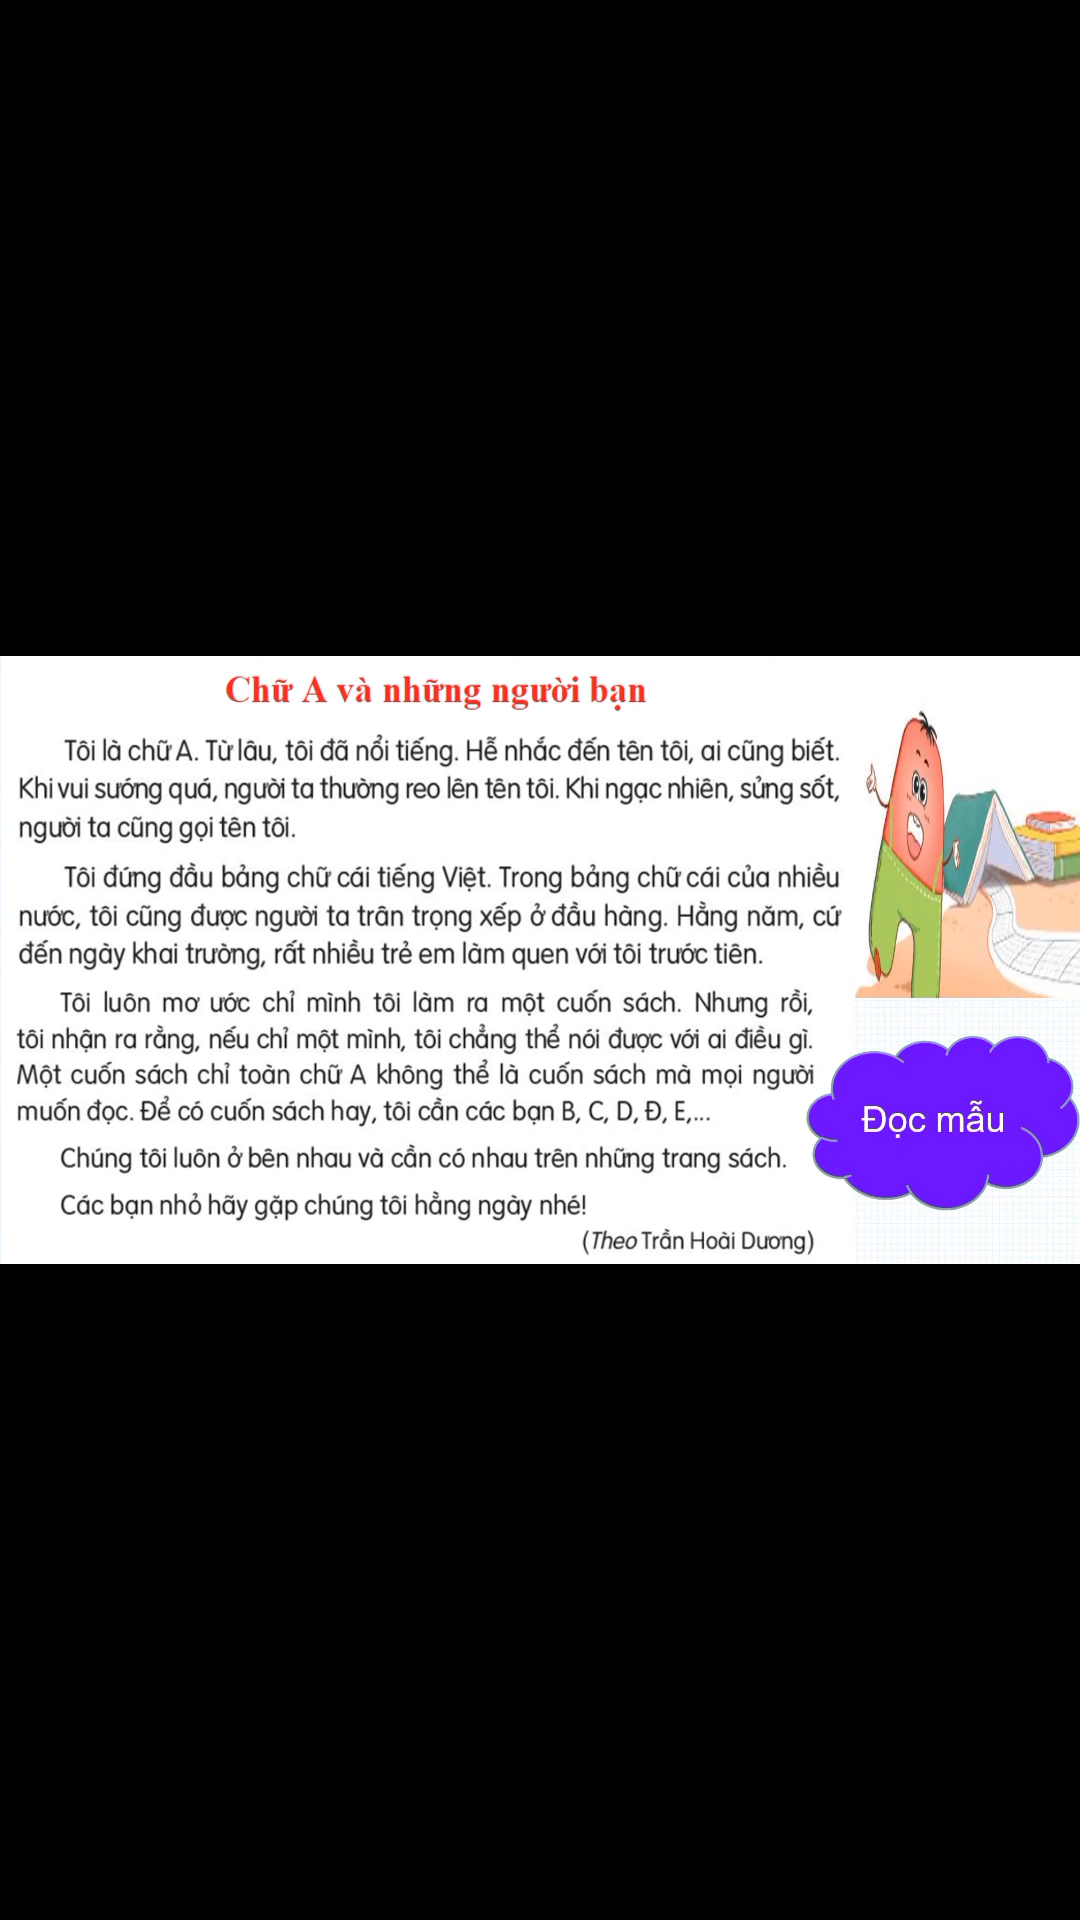 Chữ A và những người bạn
Tôi là chữ A. Từ lâu, tôi đã nổi tiếng. Hễ nhắc đến tên tôi, ai cũng biết.
Khi vui sướng quá, người ta thường reo lên tên tôi. Khi ngạc nhiên, sửng sốt,
người ta cũng gọi tên tôi.
Tôi đứng đầu bảng chữ cái tiếng Việt. Trong bảng chữ cái của nhiều
nước, tôi cũng được người ta trân trọng xếp ở đầu hàng. Hằng năm, cứ
đến ngày khai trường, rất nhiều trẻ em làm quen với tôi trước tiên.
Tôi luôn mơ ước chỉ mình tôi làm ra một cuốn sách. Nhưng rồi,
tôi nhận ra rằng, nếu chỉ một mình, tôi chẳng thể nói được với ai điều gì.
Một cuốn sách chỉ toàn chữ A không thể là cuốn sách mà mọi người
muốn đọc. Để có cuốn sách hay, tôi cần các bạn B, C, D, Đ, E,...
Chúng tôi luôn ở bên nhau và cần có nhau trên những trang sách.
Các bạn nhỏ hãy gặp chúng tôi hằng ngày nhé!
(Theo Trần Hoài Dương)
Đọc mẫu